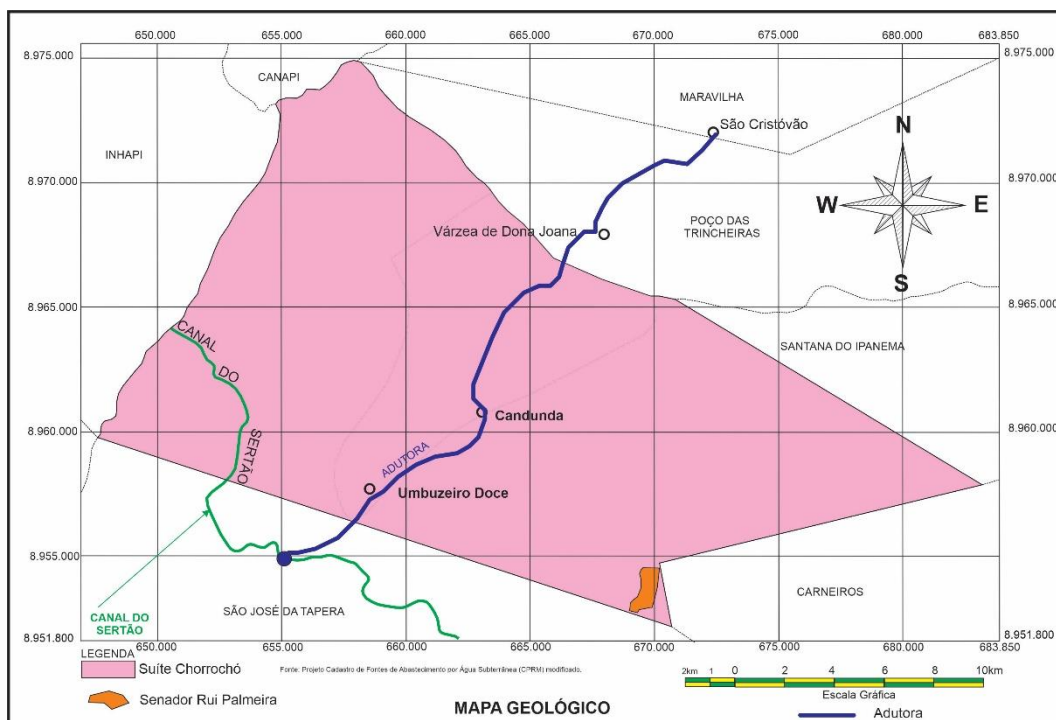 650.000 655.000 660.000 665.000 670.000 675.000 680.000 683.850
8.975.000
8.975.000
CANAPI
MARAVILHA
São Cristóvão
INHAPI
N
8.970.000
8.970.000
W E
S
POÇO DAS
TRINCHEIRAS
Várzea de Dona Joana
8.965.000
8.965.000
CANAL
DO
SERTÃO
SANTANA DO IPANEMA
Candunda
8.960.000
8.960.000
ADUTORA
Umbuzeiro Doce
8.955.000
8.955.000
CARNEIROS
SÃO JOSÉ DA TAPERA
CANAL DO
SERTÃO
8.951.800
8.951.800
650.000 655.000 660.000 665.000 670.000 675.000 680.000 683.850
LEGENDA
Suíte Chorrochó
Fonte: Projeto Cadastro de Fontes de Abastecimento por Água Subterrânea (CPRM) modificado.
2km 1 0 2 4 6 8 10km
Escala Gráfica
Senador Rui Palmeira
MAPA GEOLÓGICO
Adutora